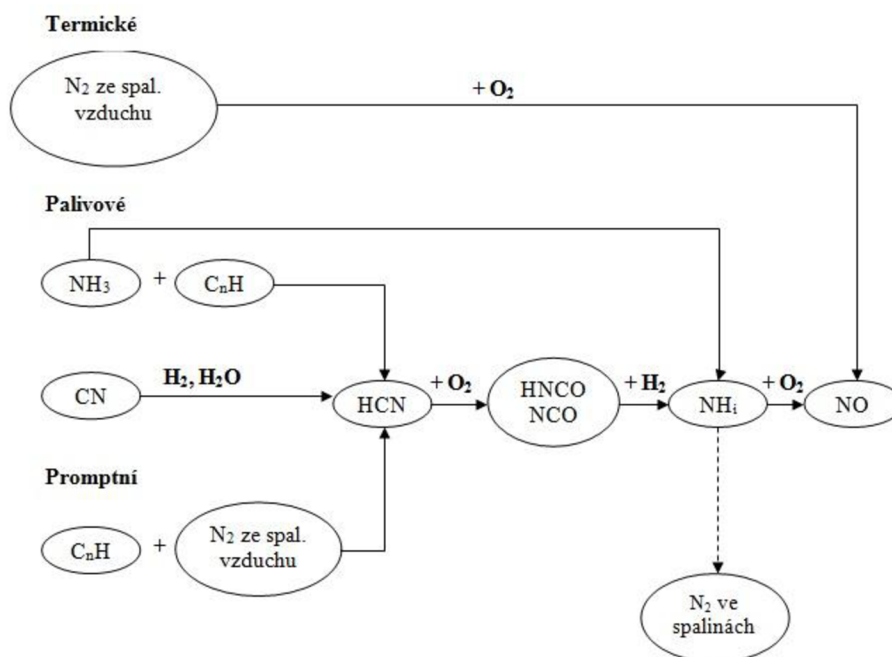 Termické
N₂ ze spal.
vzduchu
+ O₂
Palivové
NH₃ + CₙH
CN
H₂, H₂O
HCN
+ O₂
HNCO
NCO
+ H₂
NHᵢ
+ O₂
NO
Promptní
CₙH + N₂ ze spal.
vzduchu
N₂ ve
spalinách